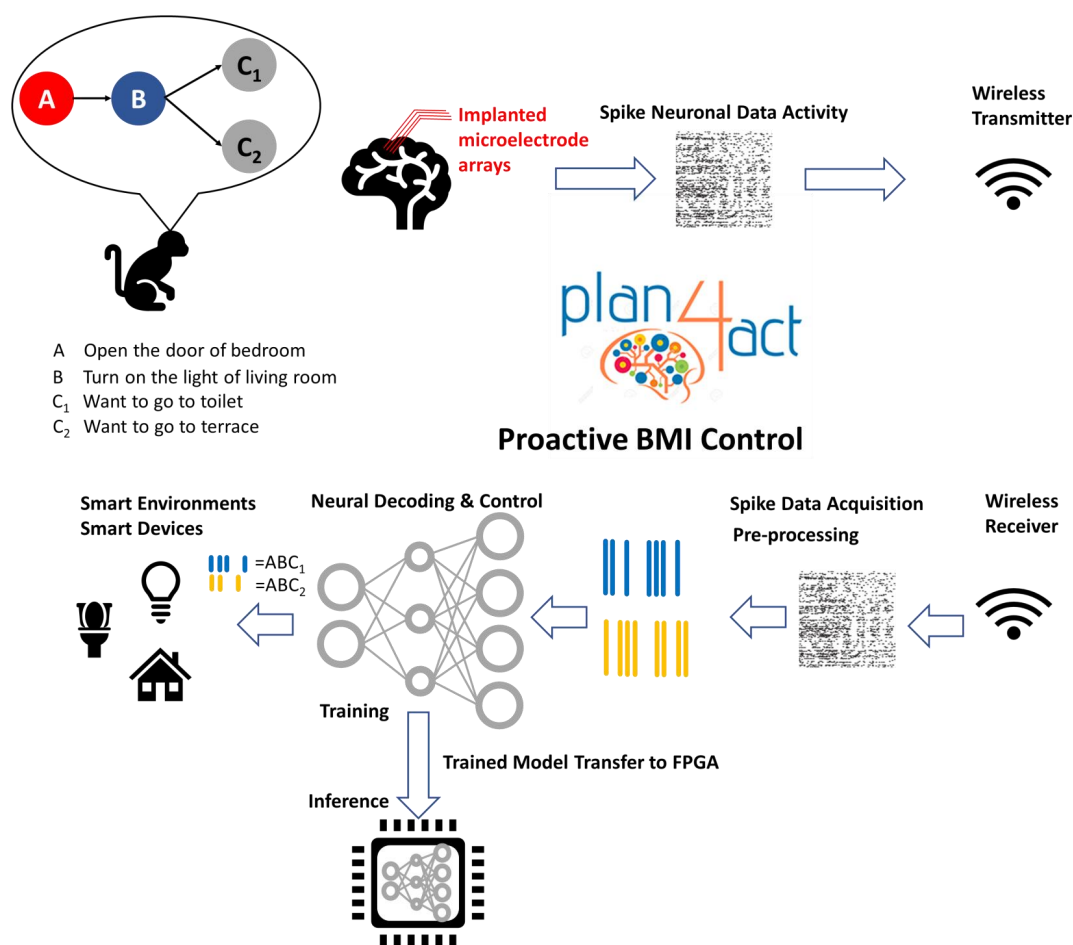 A
B
C₁
C₂
Implanted
microelectrode
arrays
Spike Neuronal Data Activity
Wireless
Transmitter
plan4act
A Open the door of bedroom
B Turn on the light of living room
C₁ Want to go to toilet
C₂ Want to go to terrace
Proactive BMI Control
Smart Environments
Smart Devices
=ABC₁
=ABC₂
Neural Decoding & Control
Spike Data Acquisition
Pre-processing
Wireless
Receiver
Training
Trained Model Transfer to FPGA
Inference